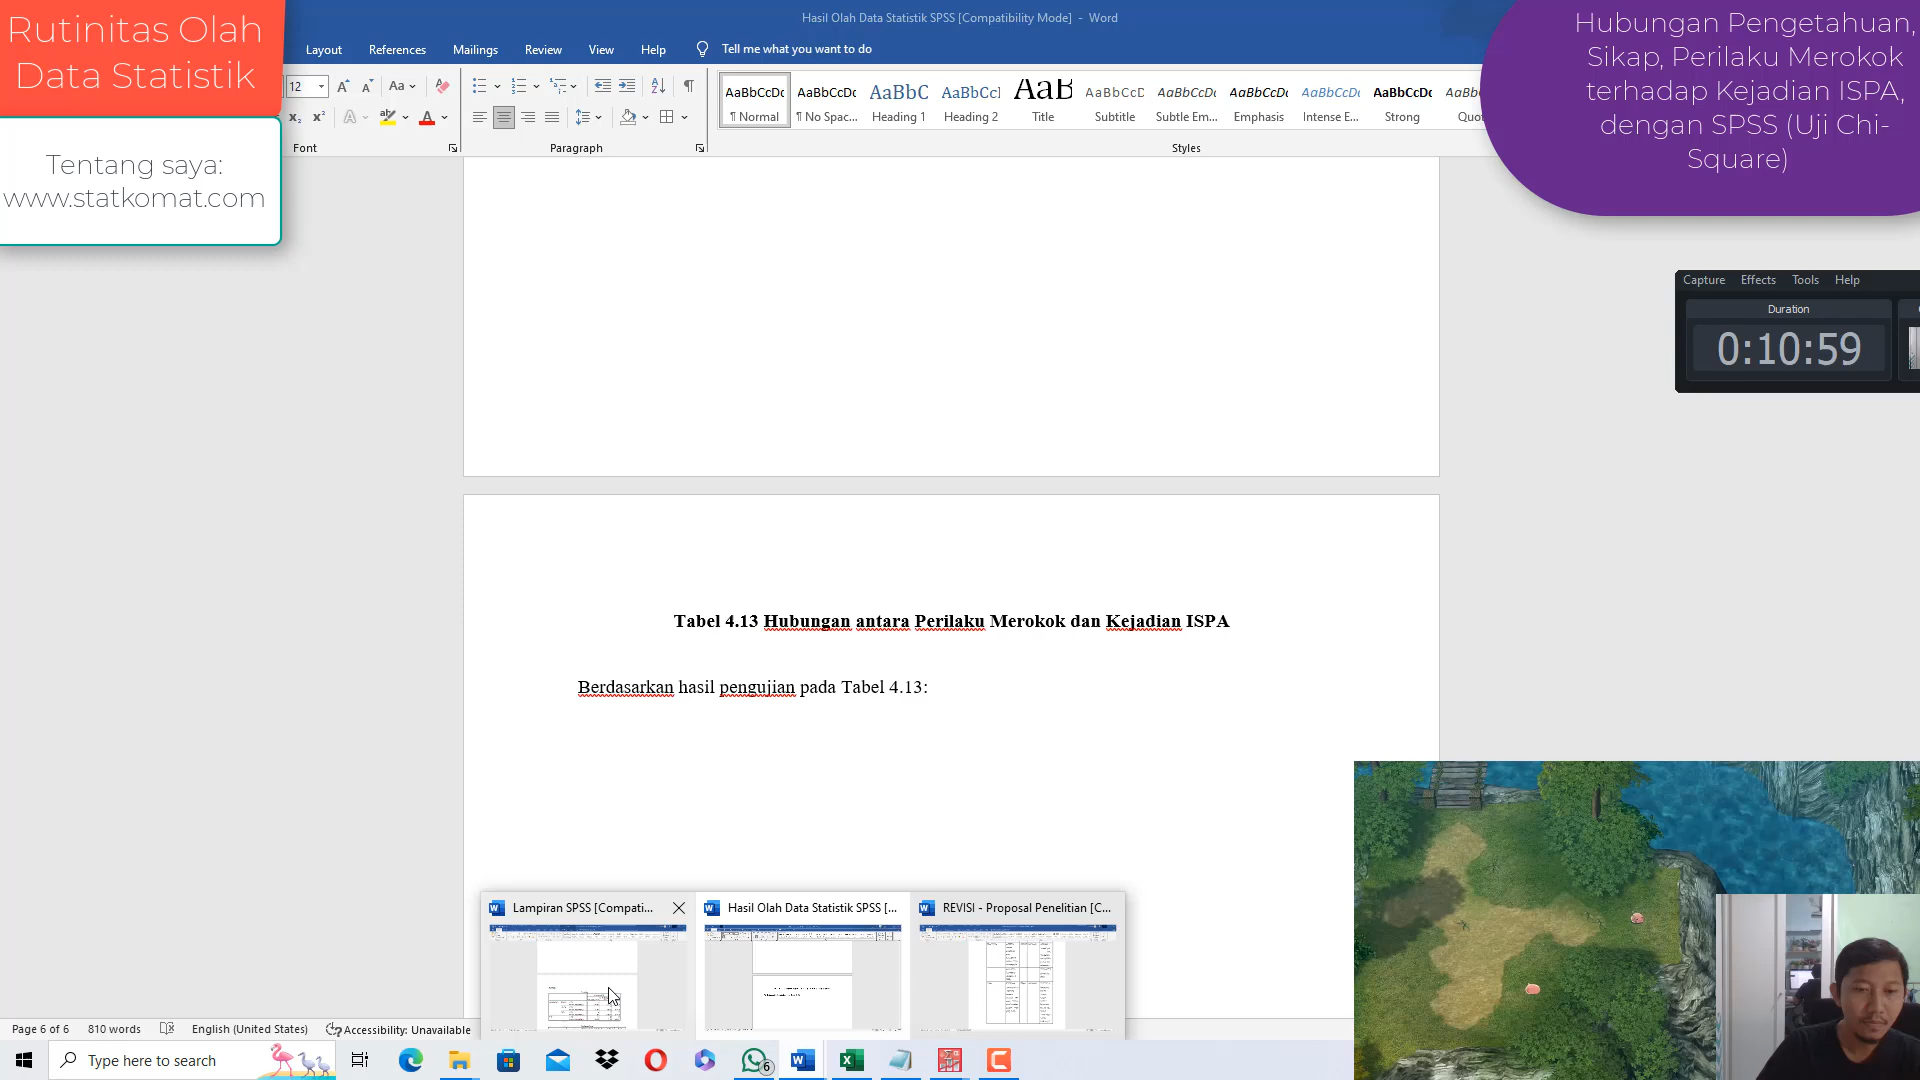 Rutinitas Olah
Data Statistik
Tentang saya:
www.statkomat.com
Hasil Olah Data Statistik SPSS [Compatibility Mode] - Word
Hubungan Pengetahuan,
Sikap, Perilaku Merokok
terhadap Kejadian ISPA,
dengan SPSS (Uji Chi-
Square)
Layout References Mailings Review View Help Tell me what you want to do
12
Aa
AaBbCcDc AaBbCcDc AaBbC AaBbCcI AaB AaBbCcD AaBbCcDc AaBbCcDc AaBbCcDc AaBbCcDc AaBbC
¶ Normal ¶ No Spac... Heading 1 Heading 2 Title Subtitle Subtle Em... Emphasis Intense E... Strong Quot
Font Paragraph Styles
Capture Effects Tools Help
Duration
0:10:59
Tabel 4.13 Hubungan antara Perilaku Merokok dan Kejadian ISPA
Berdasarkan hasil pengujian pada Tabel 4.13:
Lampiran SPSS [Compati... Hasil Olah Data Statistik SPSS [... REVISI - Proposal Penelitian [C...
Page 6 of 6 810 words English (United States) Accessibility: Unavailable
Type here to search
6